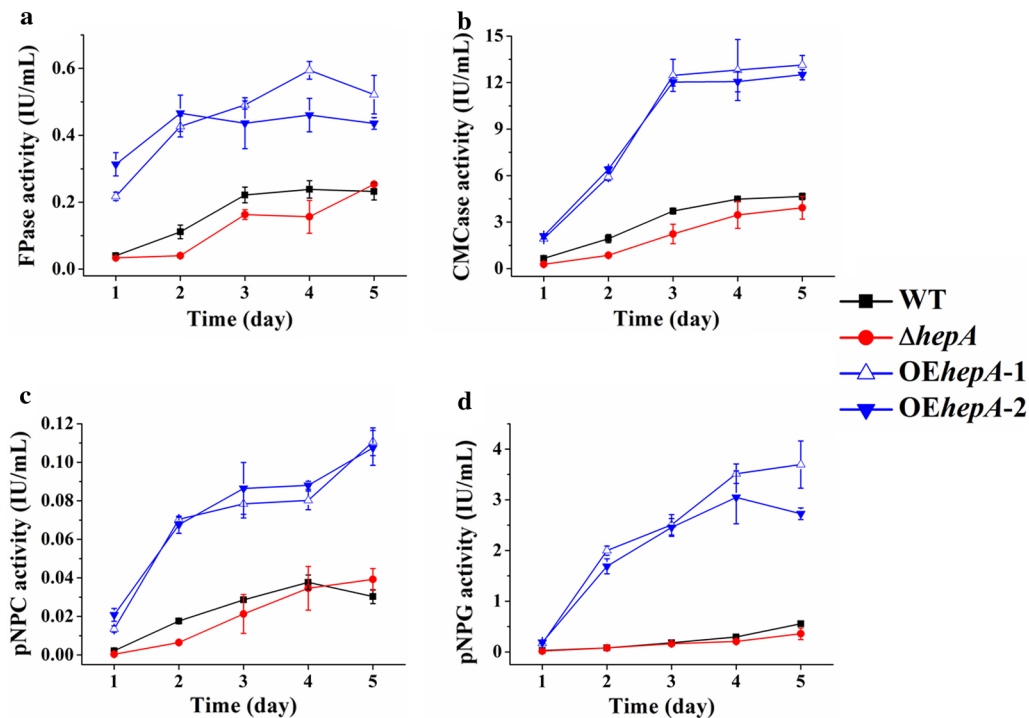 a
FPase activity (IU/mL)
0.6
0.4
0.2
0.0
1 2 3 4 5
Time (day)
b
CMCase activity (IU/mL)
15
12
9
6
3
0
1 2 3 4 5
Time (day)
WT
ΔhepA
OEhepA-1
OEhepA-2
c
pNPC activity (IU/mL)
0.12
0.10
0.08
0.06
0.04
0.02
0.00
1 2 3 4 5
Time (day)
d
pNPG activity (IU/mL)
4
3
2
1
0
1 2 3 4 5
Time (day)